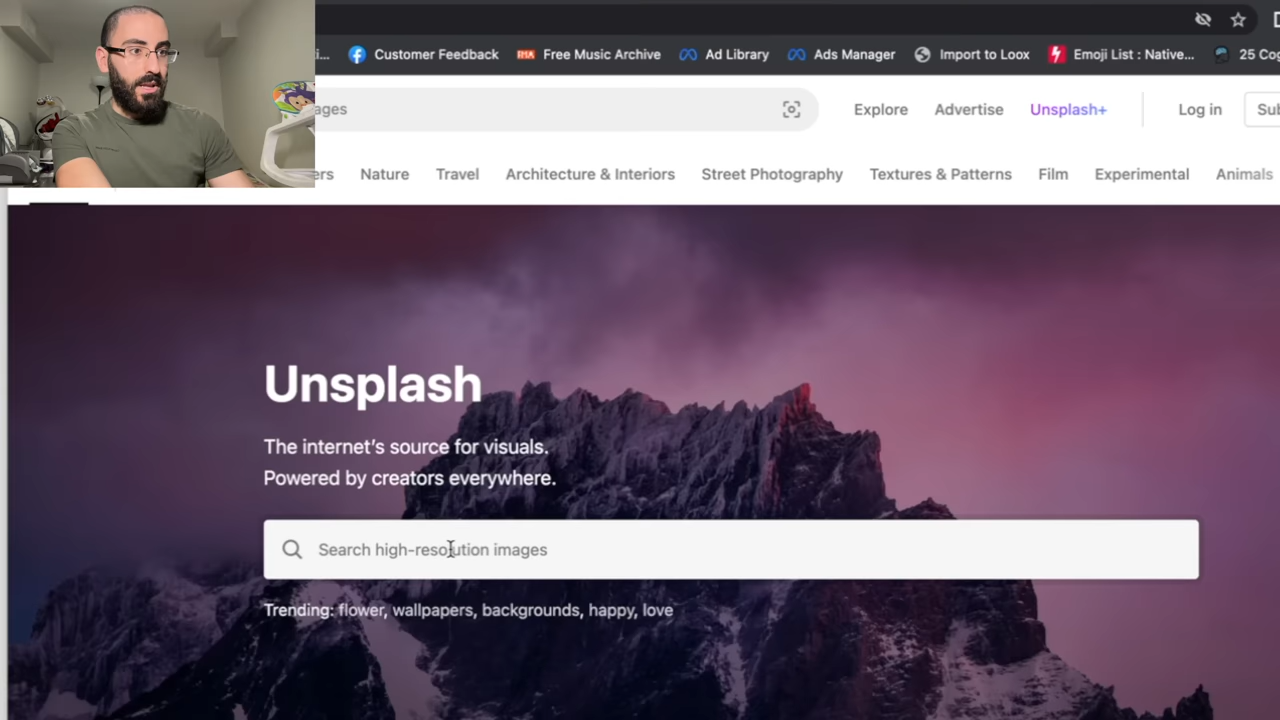 i... Customer Feedback RMA Free Music Archive Ad Library Ads Manager Import to Loox Emoji List : Native... 25 Cog
ages Explore Advertise Unsplash+ Log in Sub
ers Nature Travel Architecture & Interiors Street Photography Textures & Patterns Film Experimental Animals
Unsplash
The internet's source for visuals.
Powered by creators everywhere.
Search high-resolution images
Trending: flower, wallpapers, backgrounds, happy, love